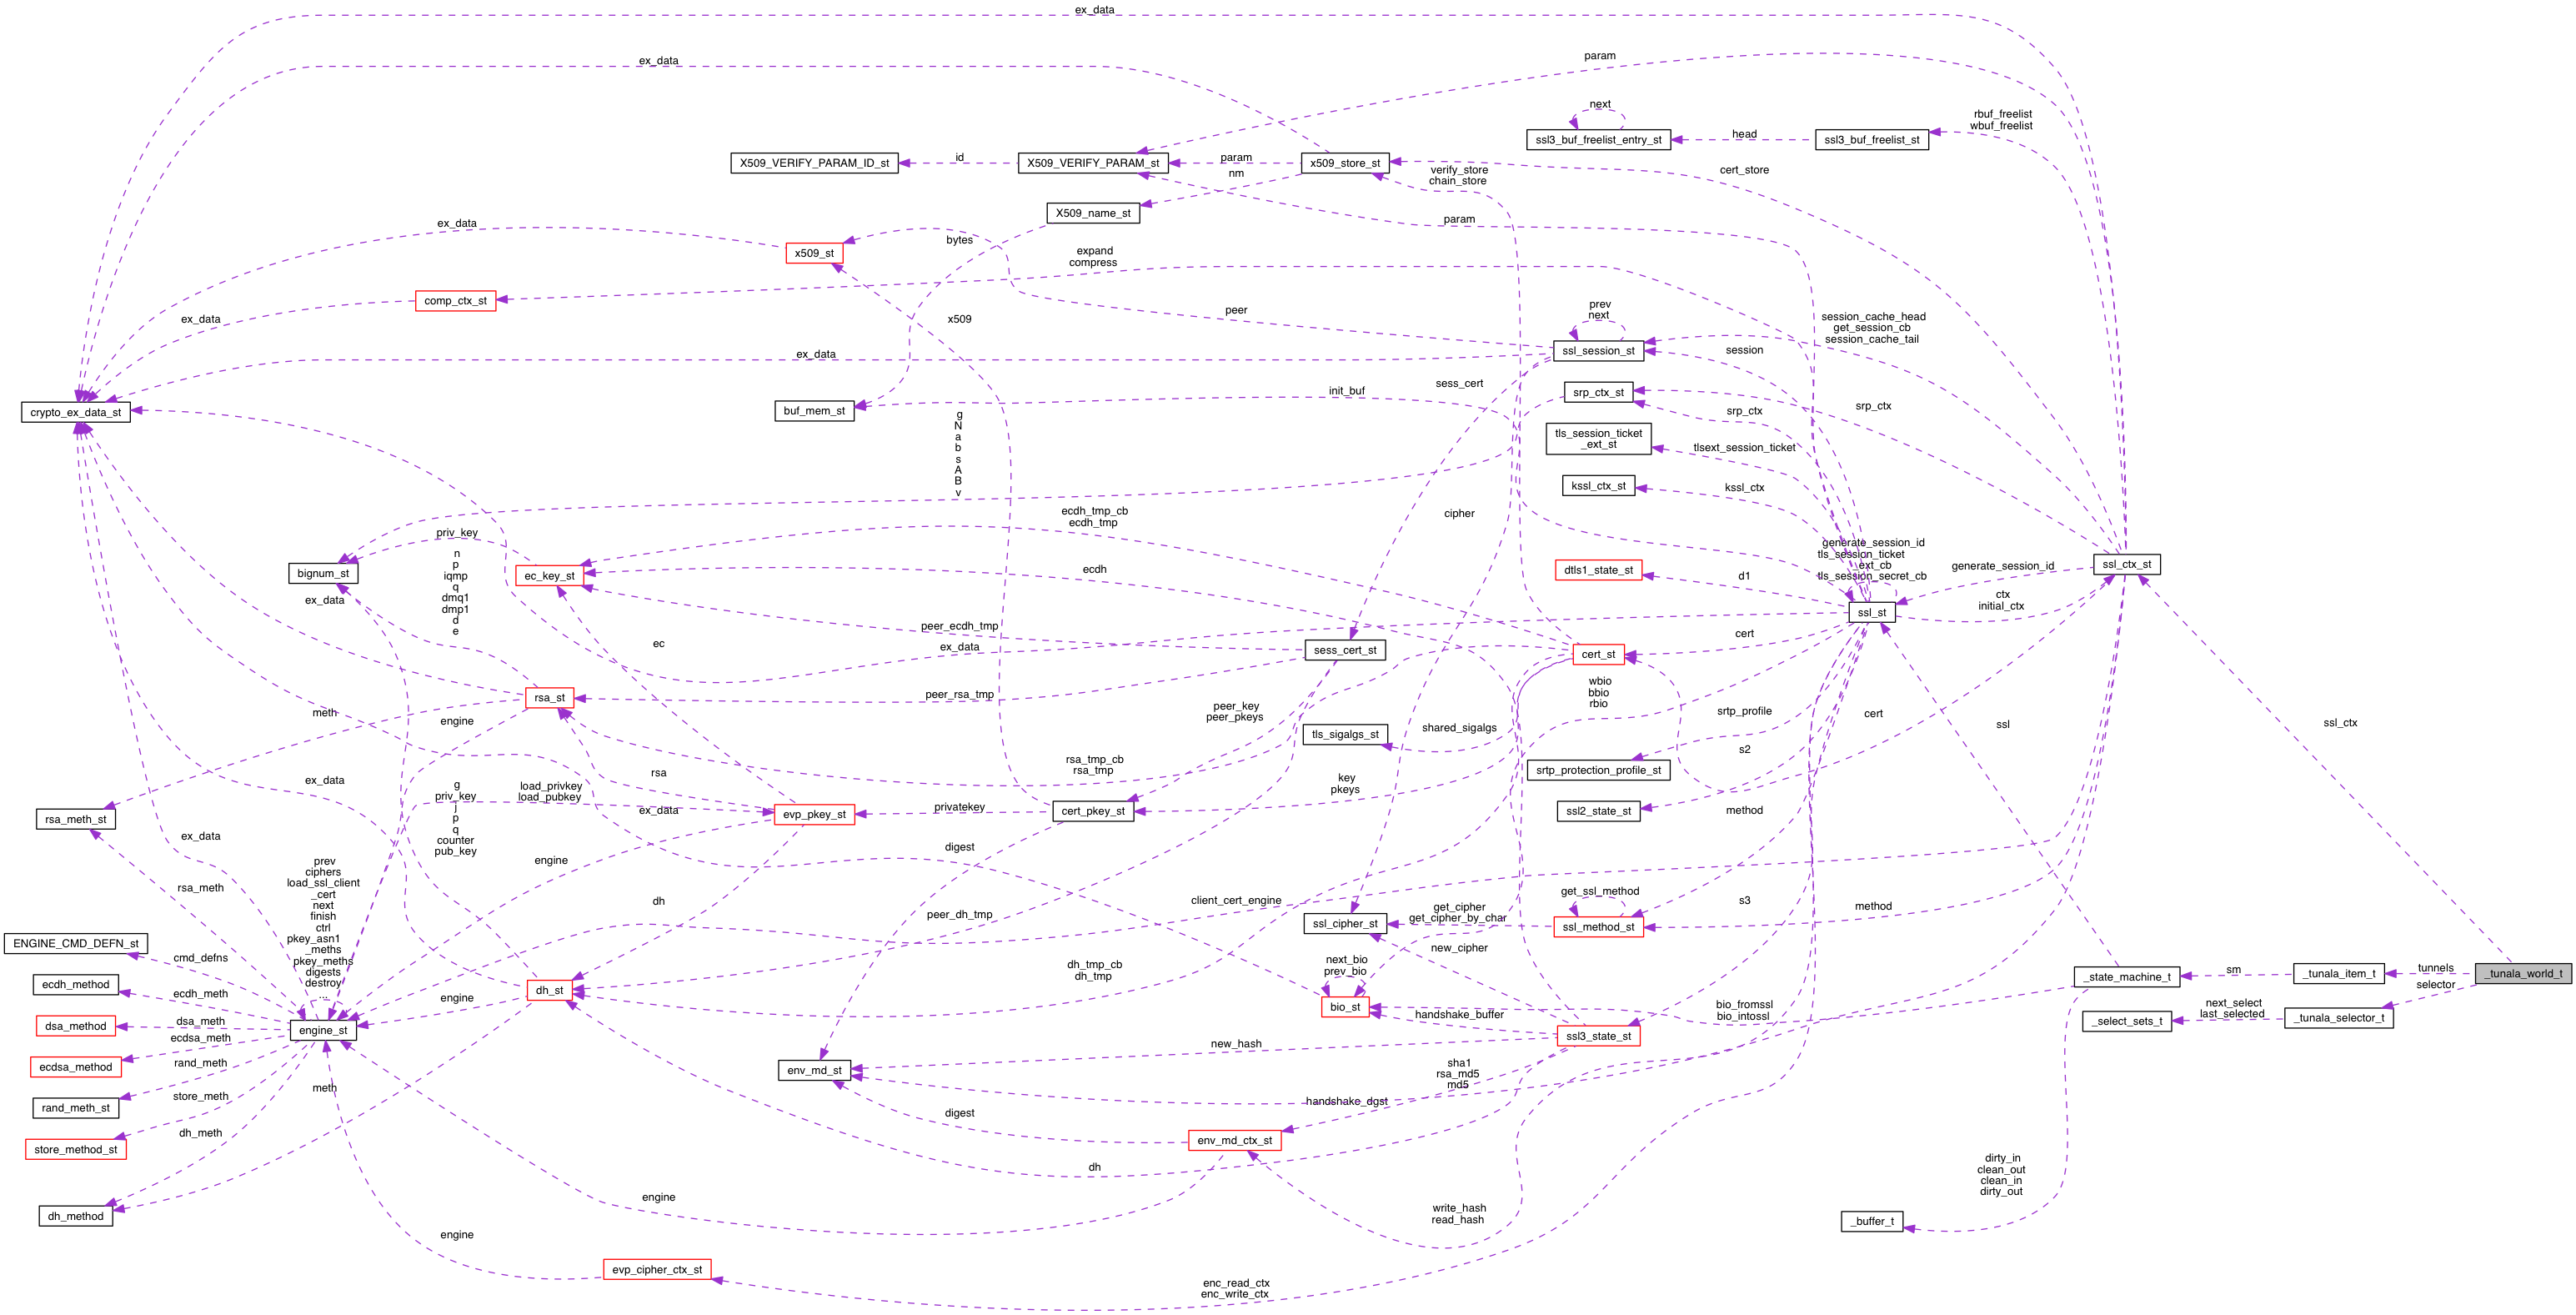 ex_data
param
ex_data
rbuf_freelist
wbuf_freelist
next
ssl3_buf_freelist_entry_st
head
ssl3_buf_freelist_st
X509_VERIFY_PARAM_ID_st
id
X509_VERIFY_PARAM_st
param
nm
x509_store_st
verify_store
chain_store
cert_store
X509_name_st
param
ex_data
bytes
x509_st
expand
compress
comp_ctx_st
ex_data
x509
peer
prev
next
ssl_session_st
session_cache_head
get_session_cb
session_cache_tail
session
ex_data
sess_cert
init_buf
srp_ctx_st
srp_ctx
srp_ctx
crypto_ex_data_st
buf_mem_st
g
N
a
b
s
A
B
v
tls_session_ticket
_ext_st
tlsext_session_ticket
kssl_ctx_st
kssl_ctx
cipher
ecdh_tmp_cb
ecdh_tmp
priv_key
bignum_st
n
p
iqmp
q
dmq1
dmp1
d
e
ec_key_st
ecdh
dtls1_state_st
d1
generate_session_id
tls_session_ticket
_ext_cb
tls_session_secret_cb
ssl_st
generate_session_id
ssl_ctx_st
ctx
initial_ctx
ex_data
peer_ecdh_tmp
ex_data
ec
sess_cert_st
cert_st
cert
rsa_st
peer_rsa_tmp
wbio
bbio
rbio
meth
engine
peer_key
peer_pkeys
tls_sigalgs_st
shared_sigalgs
srtp_profile
cert
ssl
ssl_ctx
s2
rsa_tmp_cb
rsa_tmp
srtp_protection_profile_st
rsa
key
pkeys
ex_data
g
priv_key
j
p
q
counter
pub_key
load_privkey
load_pubkey
ex_data
evp_pkey_st
privatekey
cert_pkey_st
ssl2_state_st
method
rsa_meth_st
ex_data
engine
digest
prev
ciphers
load_ssl_client
_cert
next
finish
ctrl
pkey_asn1
_meths
pkey_meths
digests
destroy
...
rsa_meth
dh
client_cert_engine
get_ssl_method
s3
method
peer_dh_tmp
ssl_cipher_st
get_cipher
get_cipher_by_char
ssl_method_st
ENGINE_CMD_DEFN_st
cmd_defns
new_cipher
next_bio
prev_bio
dh_tmp_cb
dh_tmp
_state_machine_t
sm
_tunala_item_t
tunnels
_tunala_world_t
selector
ecdh_method
ecdh_meth
engine
dh_st
bio_st
handshake_buffer
bio_fromssl
bio_intossl
next_select
last_selected
_select_sets_t
_tunala_selector_t
dsa_method
dsa_meth
engine_st
ssl3_state_st
ecdsa_meth
new_hash
ecdsa_method
rand_meth
env_md_st
sha1
rsa_md5
md5
meth
store_meth
handshake_dgst
rand_meth_st
digest
dh_meth
env_md_ctx_st
store_method_st
dh
dirty_in
clean_out
clean_in
dirty_out
engine
write_hash
read_hash
dh_method
_buffer_t
engine
evp_cipher_ctx_st
enc_read_ctx
enc_write_ctx